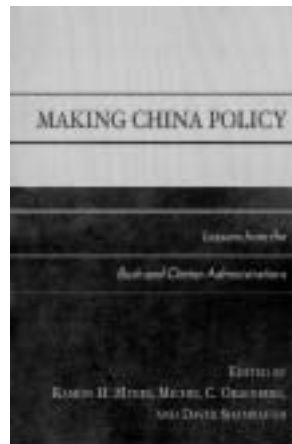 MAKING CHINA POLICY
Lessons from the
Bush and Clinton Administrations
EDITED BY
RAMON H. MYERS, MICHEL C. OKSENBERG,
AND DAVID SHAMBAUGH